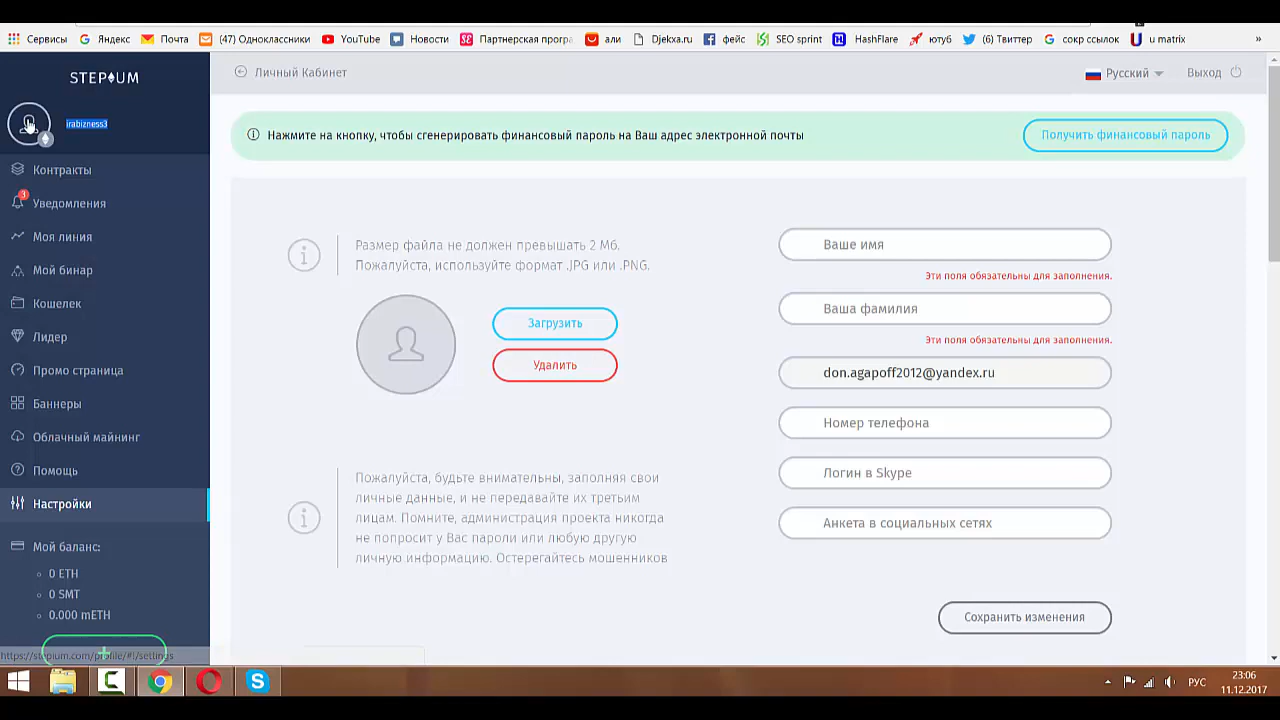 Сервисы Яндекс Почта (47) Одноклассники YouTube Новости Партнерская прогр али Djekxa.ru фейс SEO sprint HashFlare ютуб (6) Твиттер сокр ссылок u matrix »
STEPIUM
Личный Кабинет
Русский
Выход
irabizness3
Нажмите на кнопку, чтобы сгенерировать финансовый пароль на Ваш адрес электронной почты
Получить финансовый пароль
Контракты
3
Уведомления
Моя линия
Мой бинар
Кошелек
Лидер
Промо страница
Баннеры
Облачный майнинг
Помощь
Настройки
Мой баланс:
0 ETH
0 SMT
0.000 mETH
+
https://stepium.com/profile/#!/settings
Размер файла не должен превышать 2 Мб.
Пожалуйста, используйте формат .JPG или .PNG.
Загрузить
Удалить
Пожалуйста, будьте внимательны, заполняя свои
личные данные, и не передавайте их третьим
лицам. Помните, администрация проекта никогда
не попросит у Вас пароли или любую другую
личную информацию. Остерегайтесь мошенников
Ваше имя
Эти поля обязательны для заполнения.
Ваша фамилия
Эти поля обязательны для заполнения.
don.agapoff2012@yandex.ru
Номер телефона
Логин в Skype
Анкета в социальных сетях
Сохранить изменения
РУС
23:06
11.12.2017